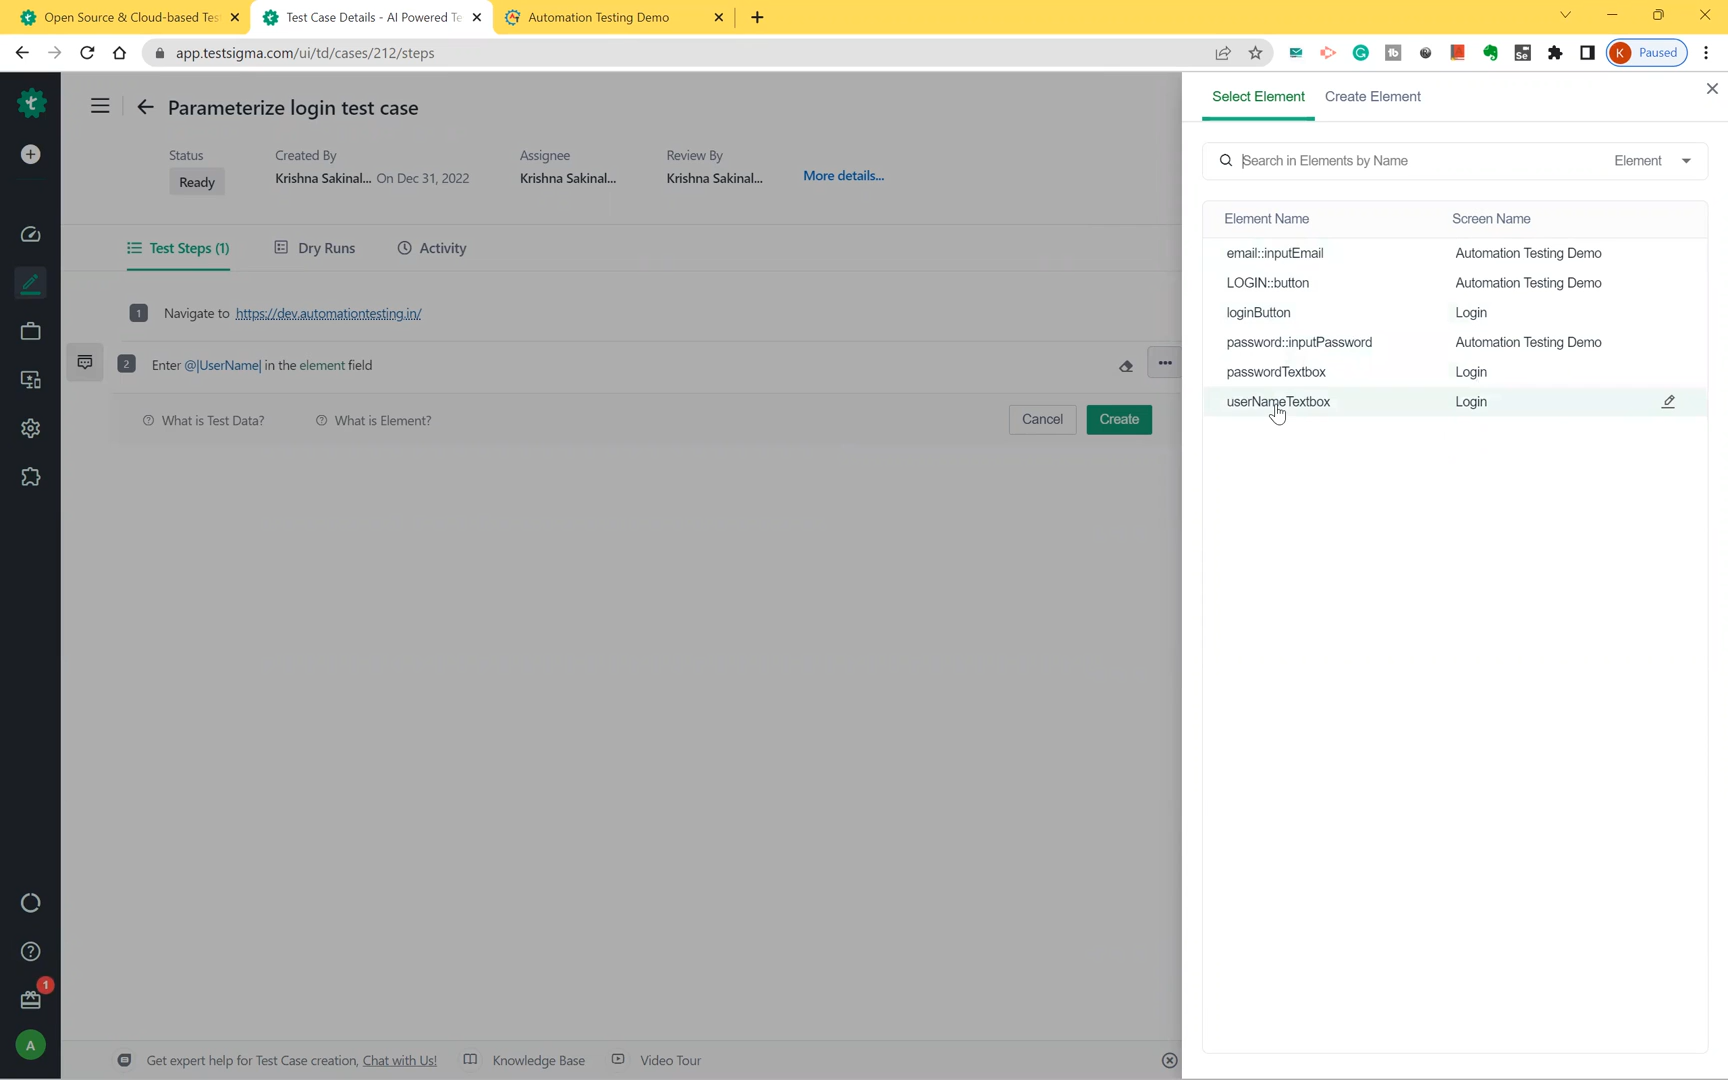 Open Source & Cloud-based Tes
Test Case Details - AI Powered Te
Automation Testing Demo
app.testsigma.com/ui/td/cases/212/steps
K Paused
Parameterize login test case
Status
Created By
Assignee
Review By
Ready
Krishna Sakinal... On Dec 31, 2022
Krishna Sakinal...
Krishna Sakinal...
More details...
Test Steps (1)
Dry Runs
Activity
1 Navigate to https://dev.automationtesting.in/
2 Enter @|UserName| in the element field
What is Test Data?
What is Element?
Cancel
Create
Select Element
Create Element
Search in Elements by Name
Element
Element Name Screen Name
email::inputEmail Automation Testing Demo
LOGIN::button Automation Testing Demo
loginButton Login
password::inputPassword Automation Testing Demo
passwordTextbox Login
userNameTextbox Login
1
A
Get expert help for Test Case creation, Chat with Us!
Knowledge Base
Video Tour